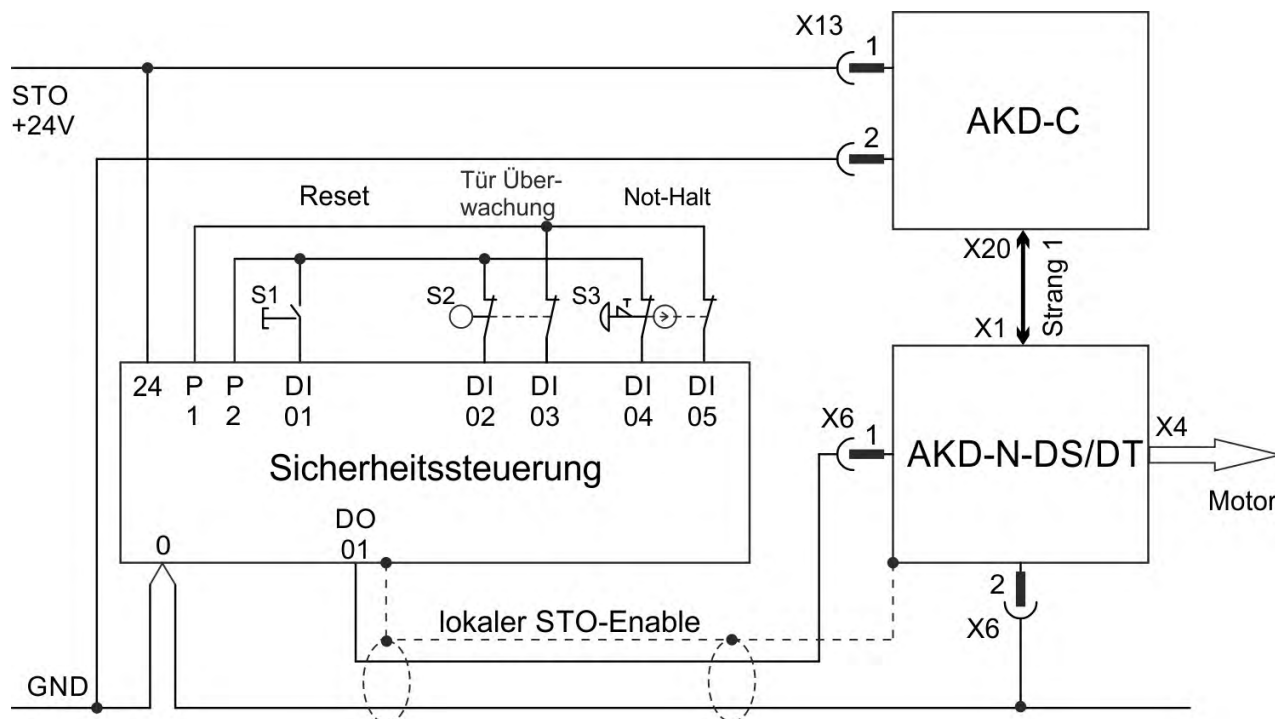 X13
1
STO
+24V
AKD-C
2
Reset
Tür Über-
wachung
Not-Halt
X20
Strang 1
S1
S2
S3
X1
24 P P DI DI DI DI DI
1 2 01 02 03 04 05
X6
1
AKD-N-DS/DT
X4
Sicherheitssteuerung
Motor
DO
0
01
2
lokaler STO-Enable
X6
GND